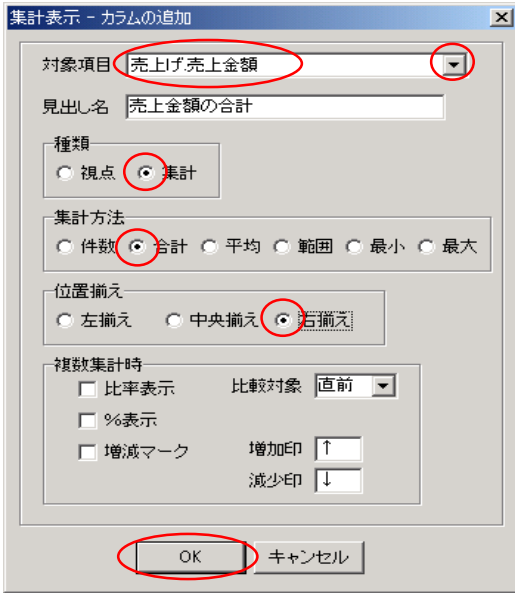 集計表示 - カラムの追加
対象項目 売上げ.売上金額
見出し名 売上金額の合計
種類
視点 集計
集計方法
件数 合計 平均 範囲 最小 最大
位置揃え
左揃え 中央揃え 右揃え
複数集計時
比率表示 比較対象 直前
%表示
増減マーク 増加印 ↑
減少印 ↓
OK キャンセル